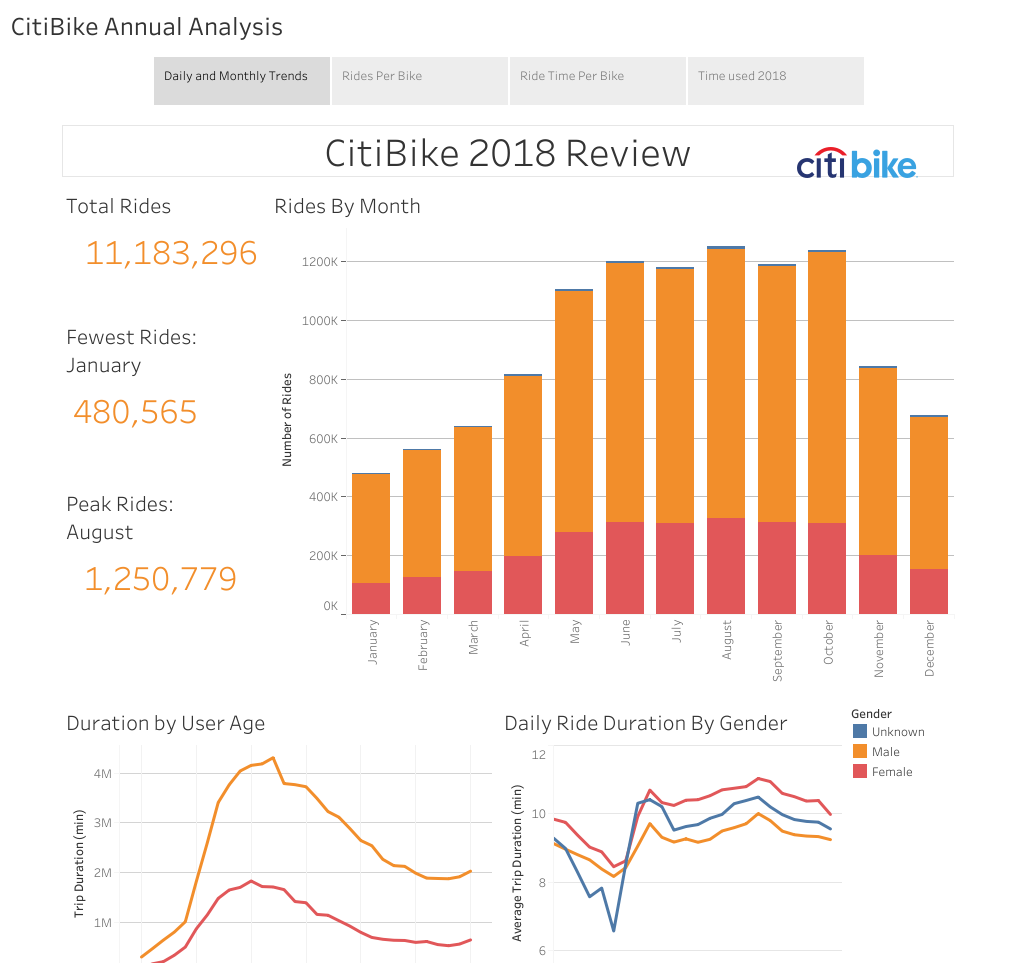 CitiBike Annual Analysis
Daily and Monthly Trends
Rides Per Bike
Ride Time Per Bike
Time used 2018
CitiBike 2018 Review
citi bike
Total Rides
11,183,296
Fewest Rides:
January
480,565
Peak Rides:
August
1,250,779
Rides By Month
Number of Rides
1200K
1000K
800K
600K
400K
200K
0K
January
February
March
April
May
June
July
August
September
October
November
December
Duration by User Age
Trip Duration (min)
4M
3M
2M
1M
Daily Ride Duration By Gender
Average Trip Duration (min)
12
10
8
6
Gender
Unknown
Male
Female